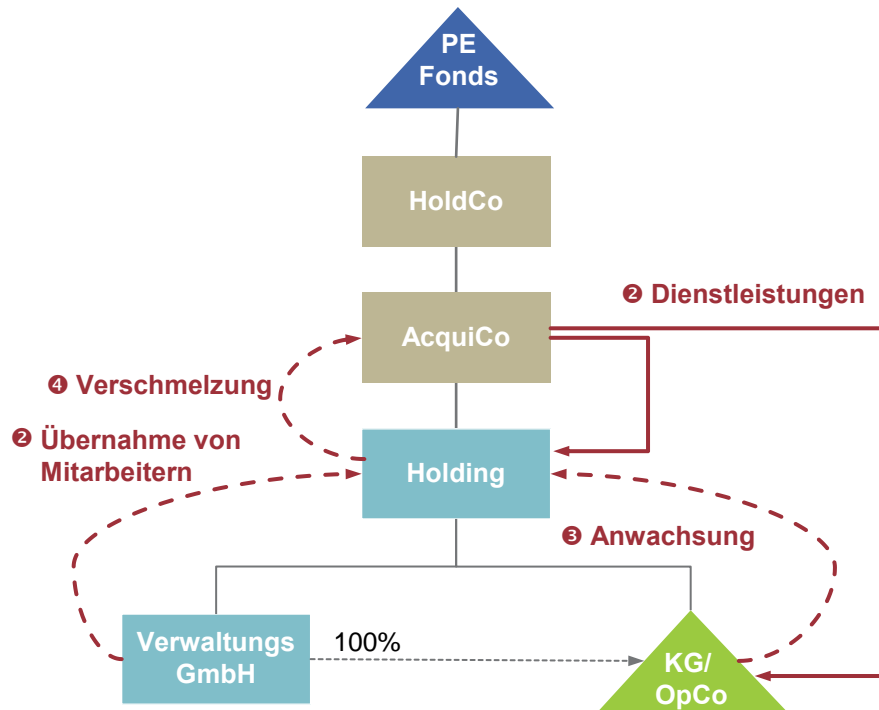 PE
Fonds
HoldCo
❷ Dienstleistungen
AcquiCo
❹ Verschmelzung
❷ Übernahme von
Mitarbeitern
Holding
❸ Anwachsung
Verwaltungs
GmbH
100%
KG/
OpCo